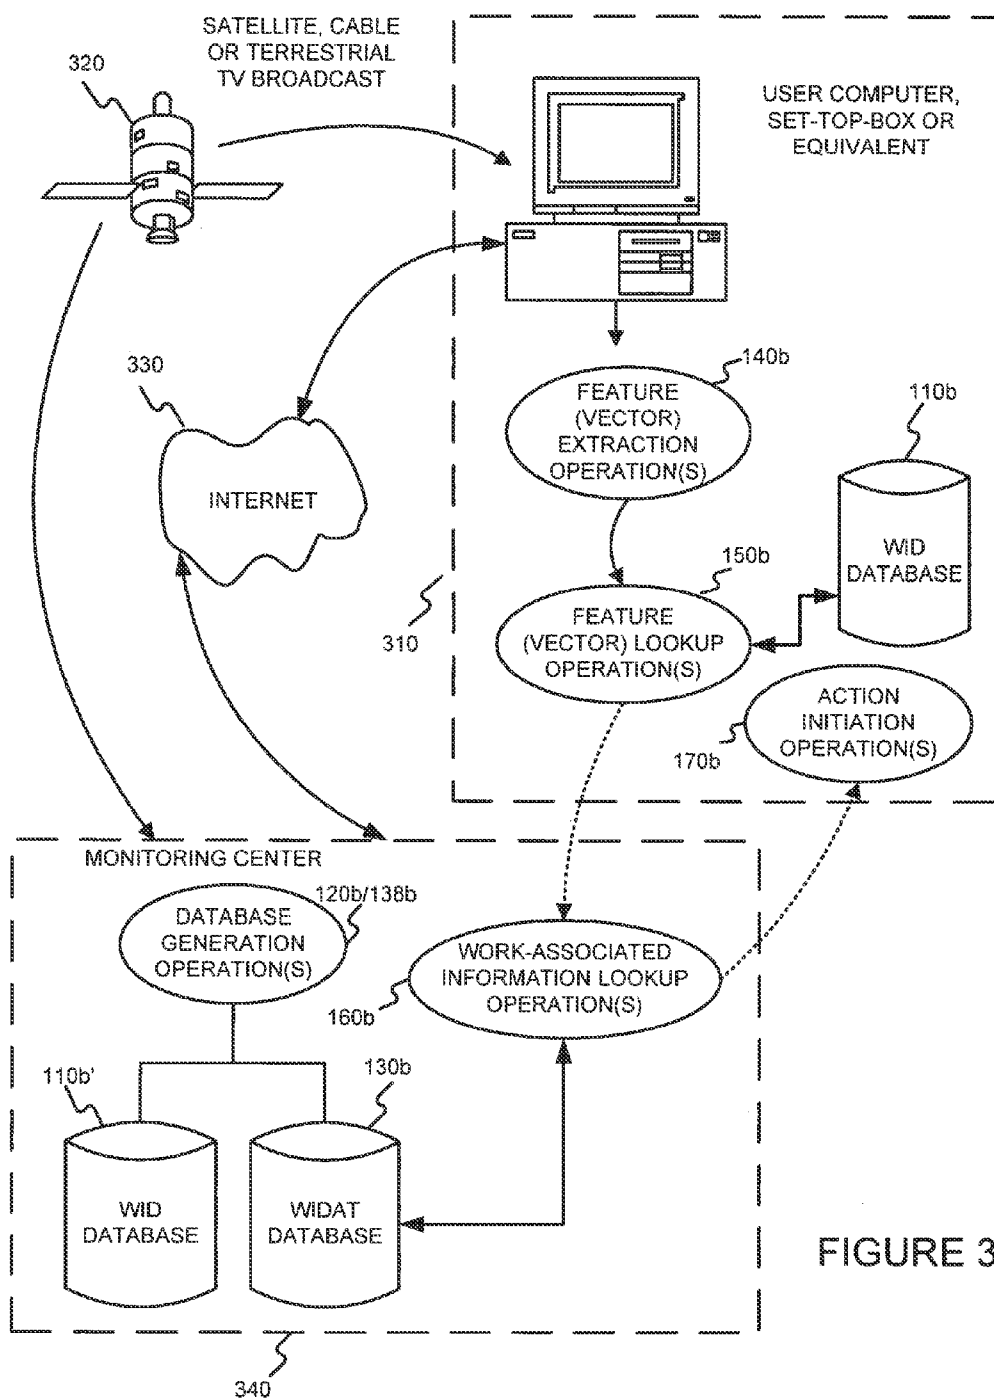 SATELLITE, CABLE
OR TERRESTRIAL
TV BROADCAST
320
USER COMPUTER,
SET-TOP-BOX OR
EQUIVALENT
330
INTERNET
140b
FEATURE
(VECTOR)
EXTRACTION
OPERATION(S)
110b
WID
DATABASE
150b
FEATURE
(VECTOR) LOOKUP
OPERATION(S)
310
ACTION
INITIATION
OPERATION(S)
170b
MONITORING CENTER
120b/138b
DATABASE
GENERATION
OPERATION(S)
WORK-ASSOCIATED
INFORMATION LOOKUP
OPERATION(S)
160b
110b'
130b
WID
DATABASE
WIDAT
DATABASE
FIGURE 3
340